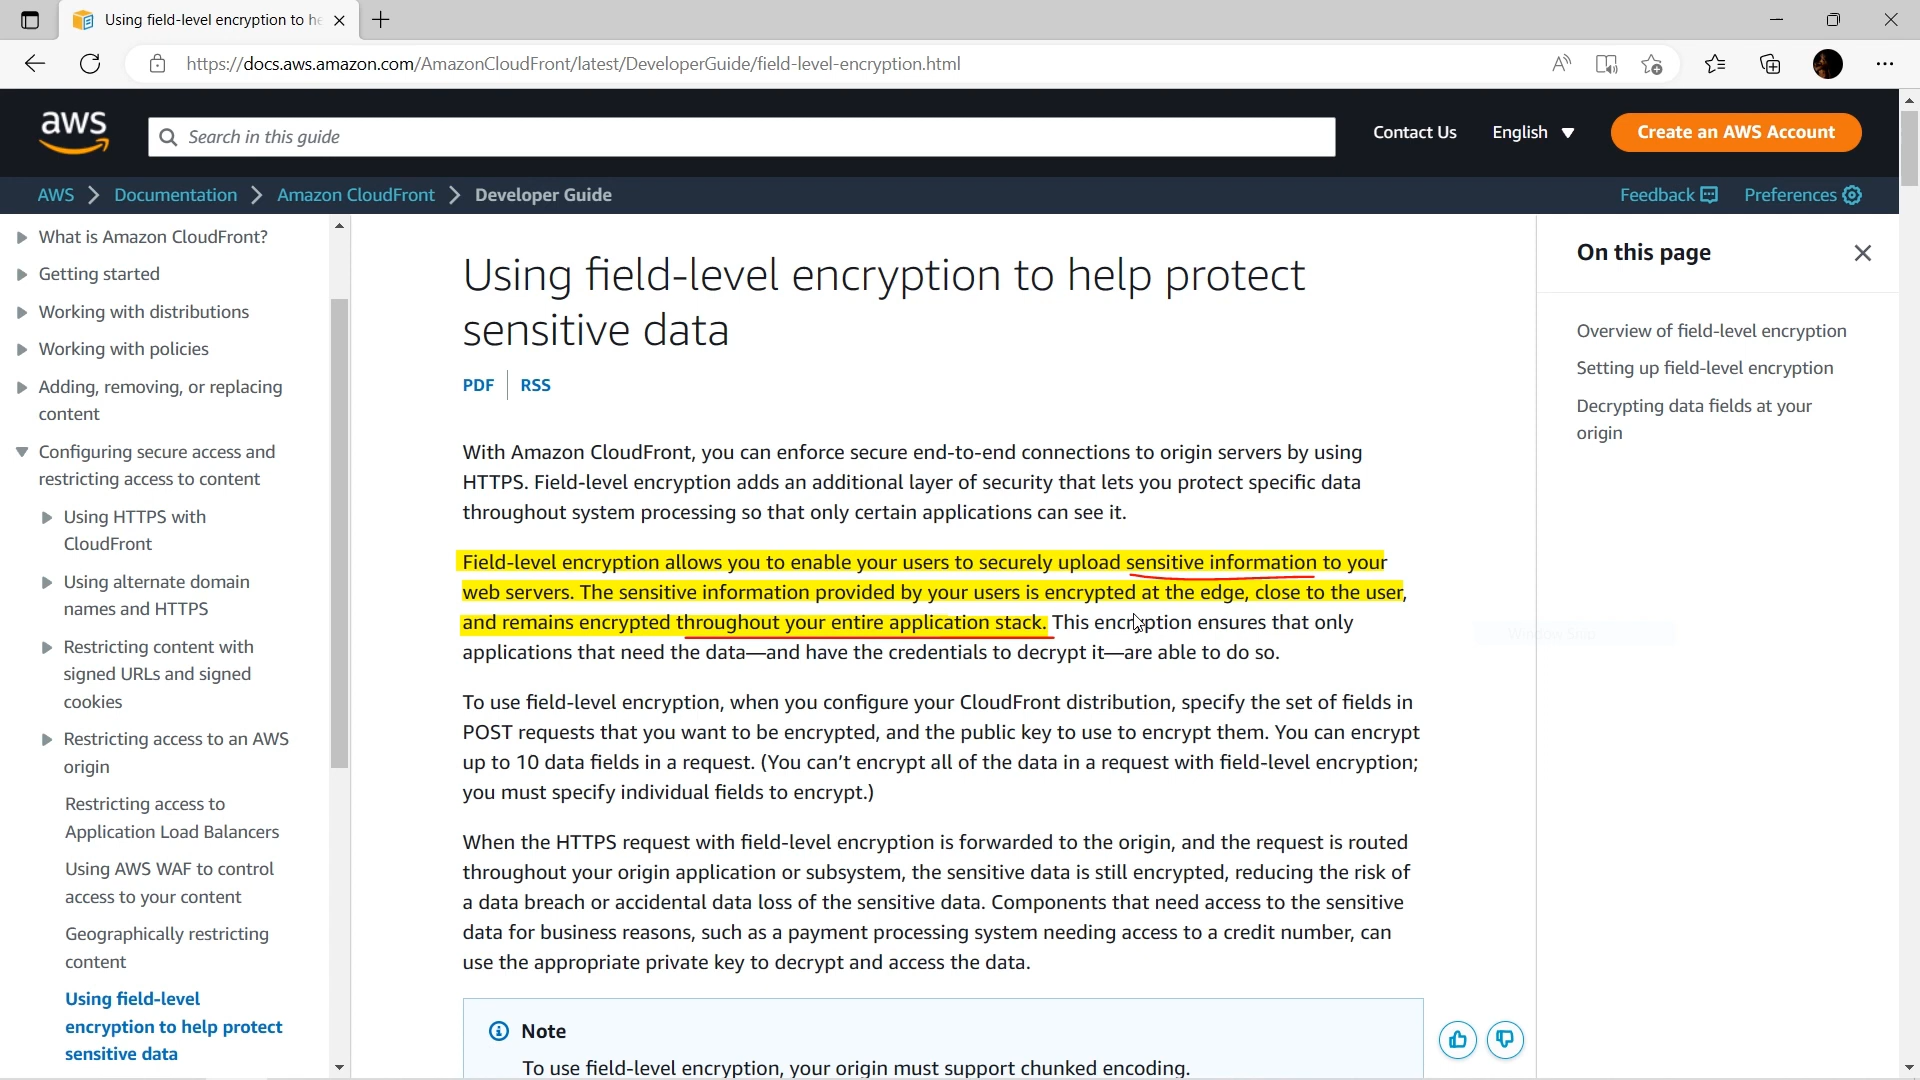 Using field-level encryption to he
https://docs.aws.amazon.com/AmazonCloudFront/latest/DeveloperGuide/field-level-encryption.html
aws
Search in this guide
Contact Us
English
Create an AWS Account
AWS > Documentation > Amazon CloudFront > Developer Guide
Feedback
Preferences
What is Amazon CloudFront?
Getting started
Working with distributions
Working with policies
Adding, removing, or replacing
content
Configuring secure access and
restricting access to content
Using HTTPS with
CloudFront
Using alternate domain
names and HTTPS
Restricting content with
signed URLs and signed
cookies
Restricting access to an AWS
origin
Restricting access to
Application Load Balancers
Using AWS WAF to control
access to your content
Geographically restricting
content
Using field-level
encryption to help protect
sensitive data
Using field-level encryption to help protect
sensitive data
PDF
RSS
With Amazon CloudFront, you can enforce secure end-to-end connections to origin servers by using
HTTPS. Field-level encryption adds an additional layer of security that lets you protect specific data
throughout system processing so that only certain applications can see it.
Field-level encryption allows you to enable your users to securely upload sensitive information to your
web servers. The sensitive information provided by your users is encrypted at the edge, close to the user,
and remains encrypted throughout your entire application stack. This encryption ensures that only
applications that need the data—and have the credentials to decrypt it—are able to do so.
To use field-level encryption, when you configure your CloudFront distribution, specify the set of fields in
POST requests that you want to be encrypted, and the public key to use to encrypt them. You can encrypt
up to 10 data fields in a request. (You can't encrypt all of the data in a request with field-level encryption;
you must specify individual fields to encrypt.)
When the HTTPS request with field-level encryption is forwarded to the origin, and the request is routed
throughout your origin application or subsystem, the sensitive data is still encrypted, reducing the risk of
a data breach or accidental data loss of the sensitive data. Components that need access to the sensitive
data for business reasons, such as a payment processing system needing access to a credit number, can
use the appropriate private key to decrypt and access the data.
Note
To use field-level encryption, your origin must support chunked encoding.
On this page
Overview of field-level encryption
Setting up field-level encryption
Decrypting data fields at your
origin